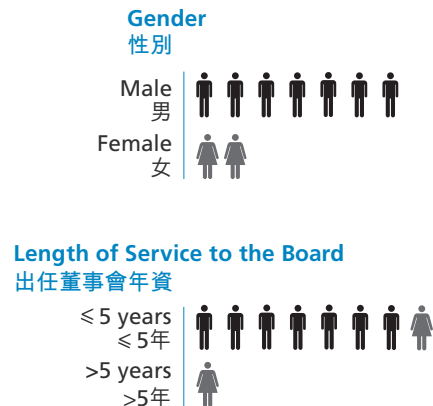 Gender
性別
Male
男
Female
女
Length of Service to the Board
出任董事會年資
⩽5 years
⩽5年
>5 years
>5年